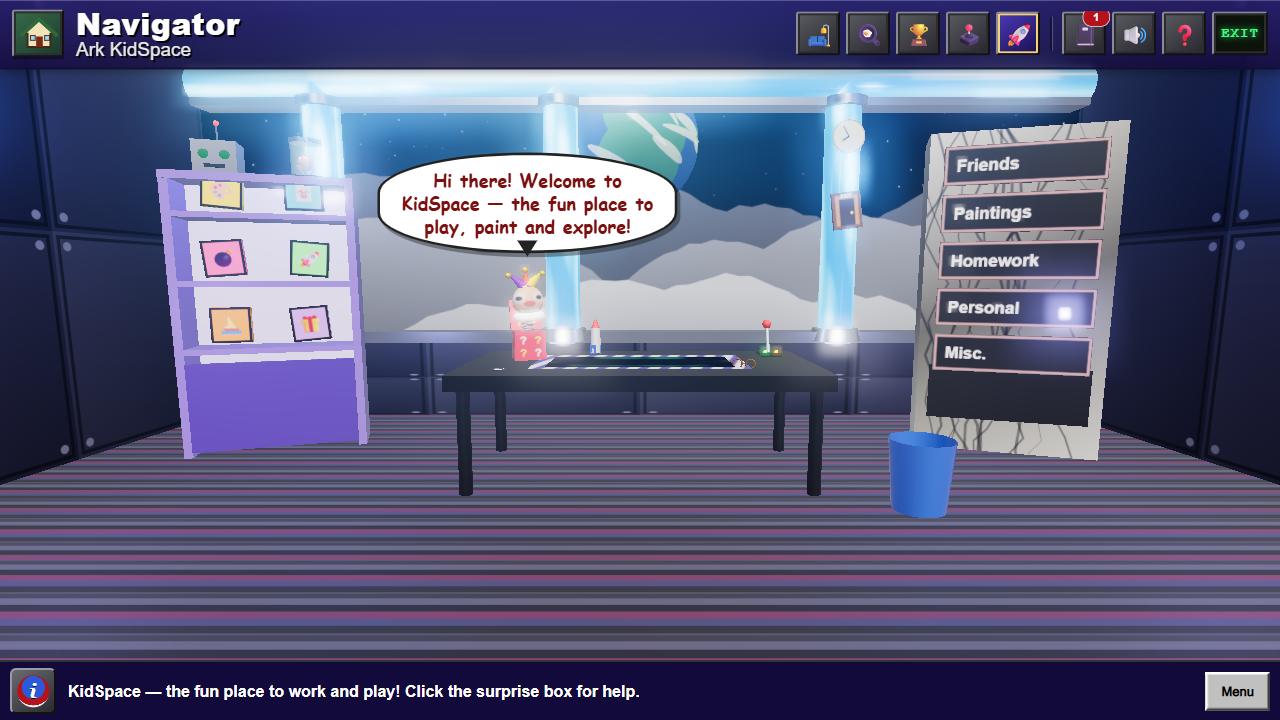 Navigator
Ark KidSpace
1
EXIT
Hi there! Welcome to
KidSpace — the fun place to
play, paint and explore!
Friends
Paintings
Homework
Personal
Misc.
? ?
? ?
KidSpace — the fun place to work and play! Click the surprise box for help.
Menu